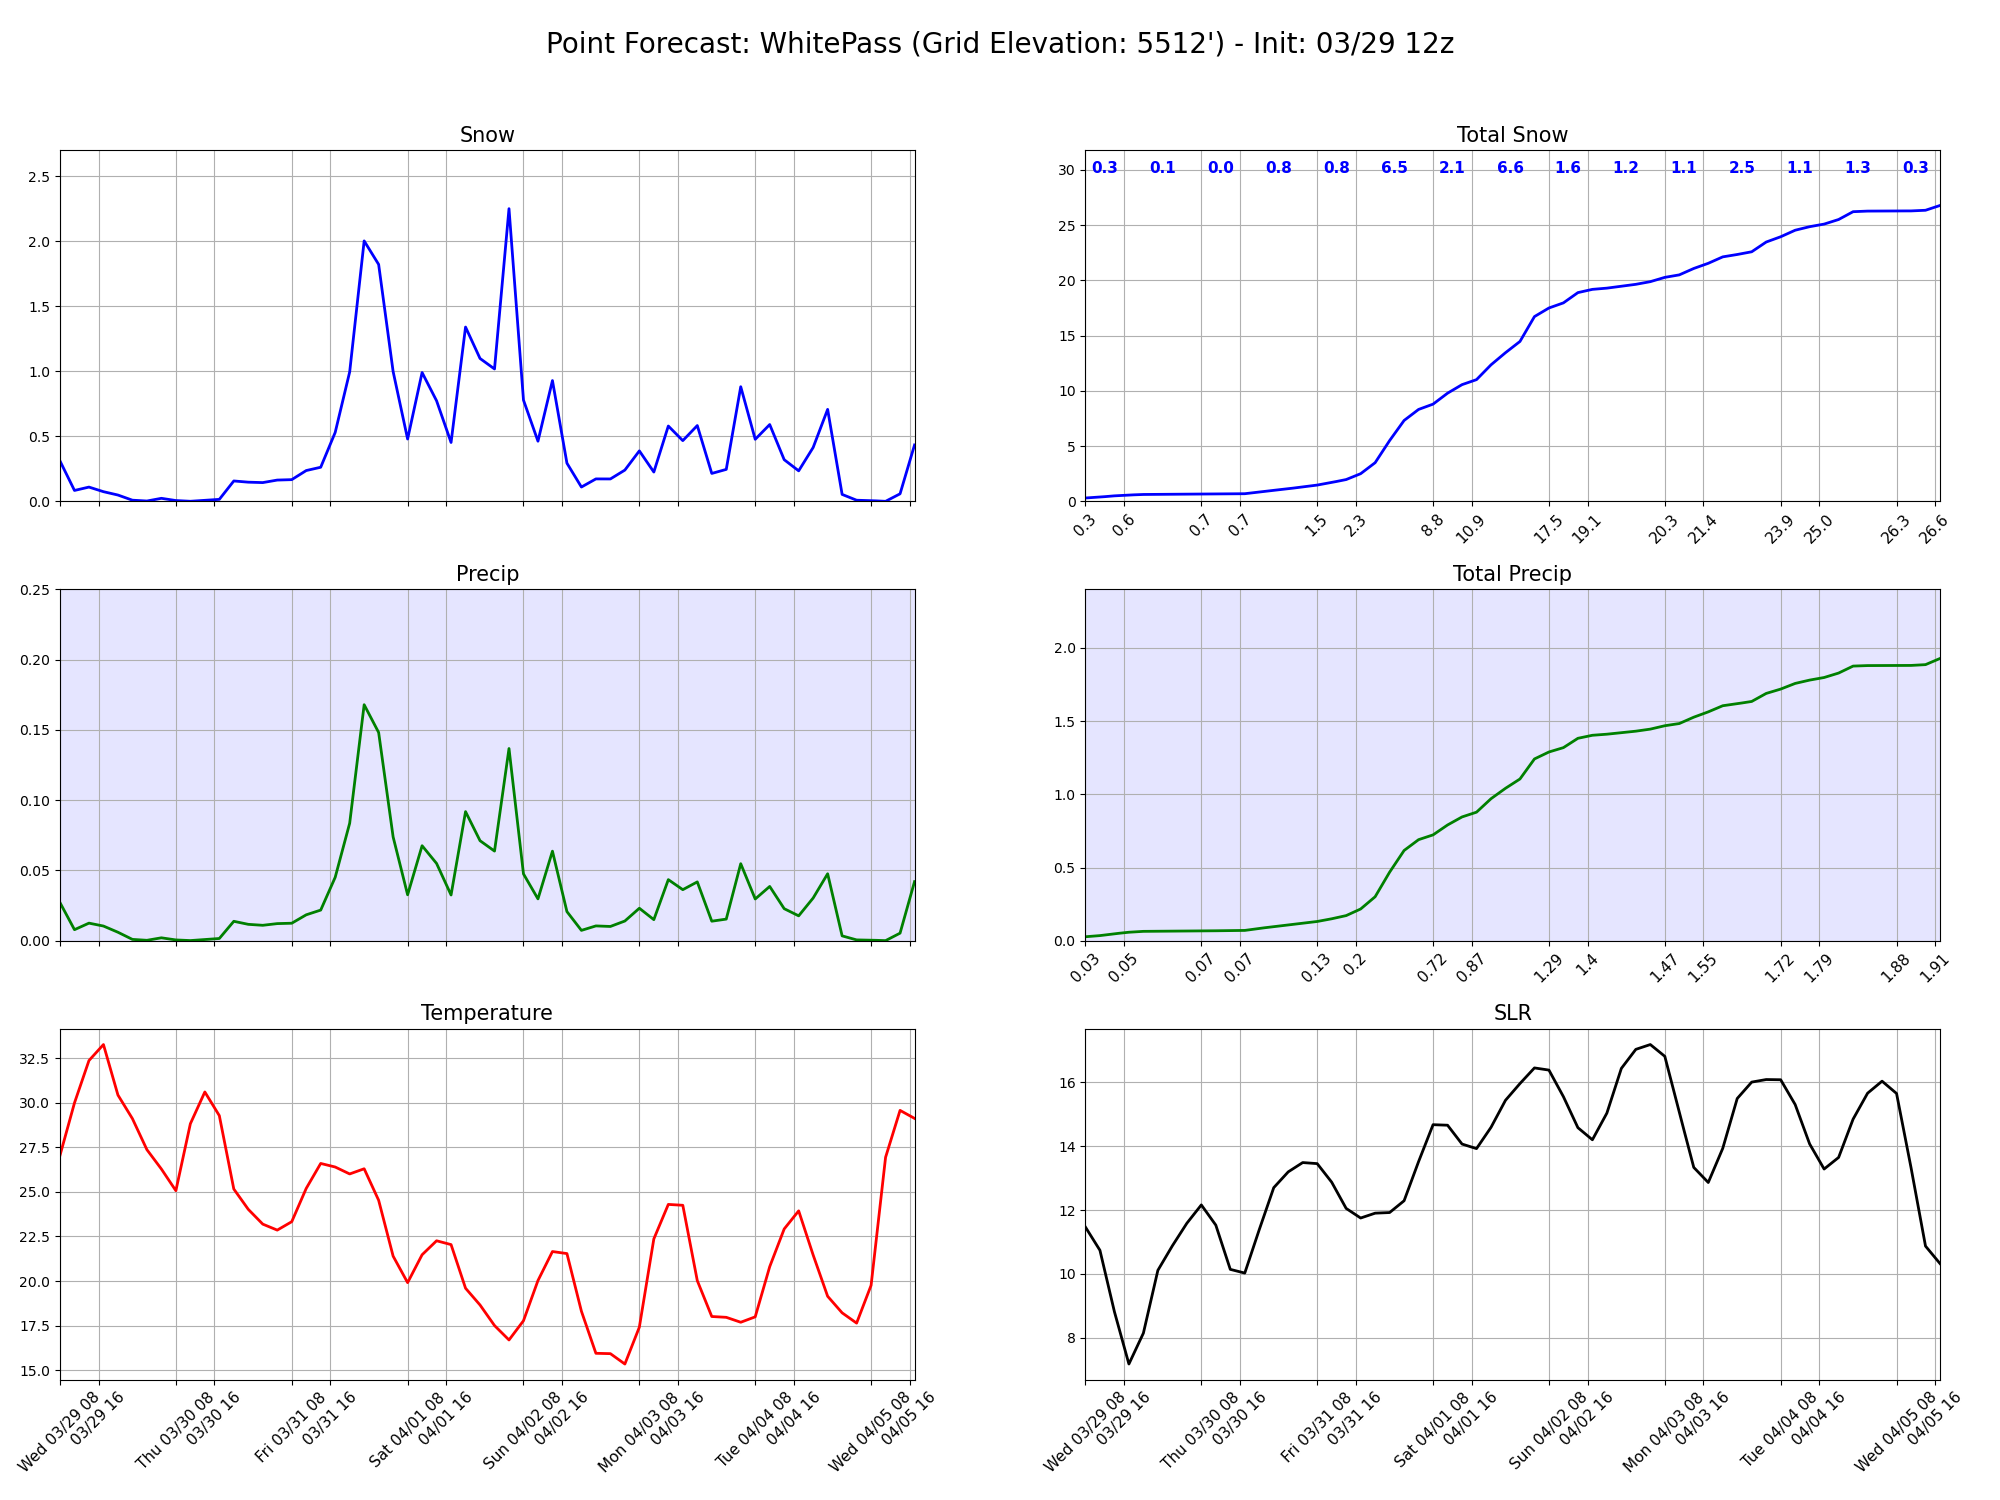 Point Forecast: WhitePass (Grid Elevation: 5512') - Init: 03/29 12z
Snow
2.5
2.0
1.5
1.0
0.5
0.0
Total Snow
0.3 0.1 0.0 0.8 0.8 6.5 2.1 6.6 1.6 1.2 1.1 2.5 1.1 1.3 0.3
30
25
20
15
10
5
0
0.3 0.6 0.7 0.7 1.5 2.3 8.8 10.9 17.5 19.1 20.3 21.4 23.9 25.0 26.3 26.6
Precip
0.25
0.20
0.15
0.10
0.05
0.00
Total Precip
2.0
1.5
1.0
0.5
0.0
0.03 0.05 0.07 0.07 0.13 0.2 0.72 0.87 1.29 1.4 1.47 1.55 1.72 1.79 1.88 1.91
Temperature
32.5
30.0
27.5
25.0
22.5
20.0
17.5
15.0
Wed 03/29 08
03/29 16
Thu 03/30 08
03/30 16
Fri 03/31 08
03/31 16
Sat 04/01 08
04/01 16
Sun 04/02 08
04/02 16
Mon 04/03 08
04/03 16
Tue 04/04 08
04/04 16
Wed 04/05 08
04/05 16
SLR
16
14
12
10
8
Wed 03/29 08
03/29 16
Thu 03/30 08
03/30 16
Fri 03/31 08
03/31 16
Sat 04/01 08
04/01 16
Sun 04/02 08
04/02 16
Mon 04/03 08
04/03 16
Tue 04/04 08
04/04 16
Wed 04/05 08
04/05 16